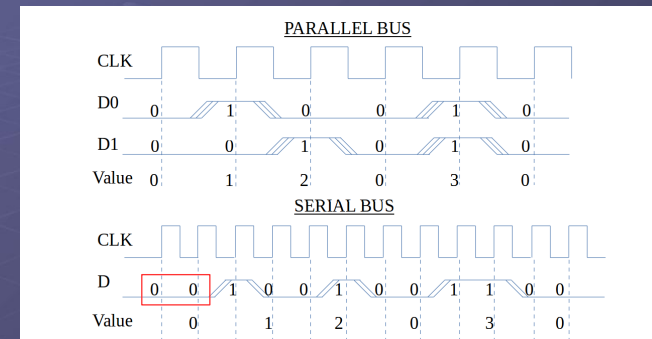 PARALLEL BUS
CLK
D0 0 1 0 0 1 0
D1 0 0 1 0 1 0
Value 0 1 2 0 3 0
SERIAL BUS
CLK
D 0 0 1 0 0 1 0 0 1 1 0 0
Value 0 1 2 0 3 0